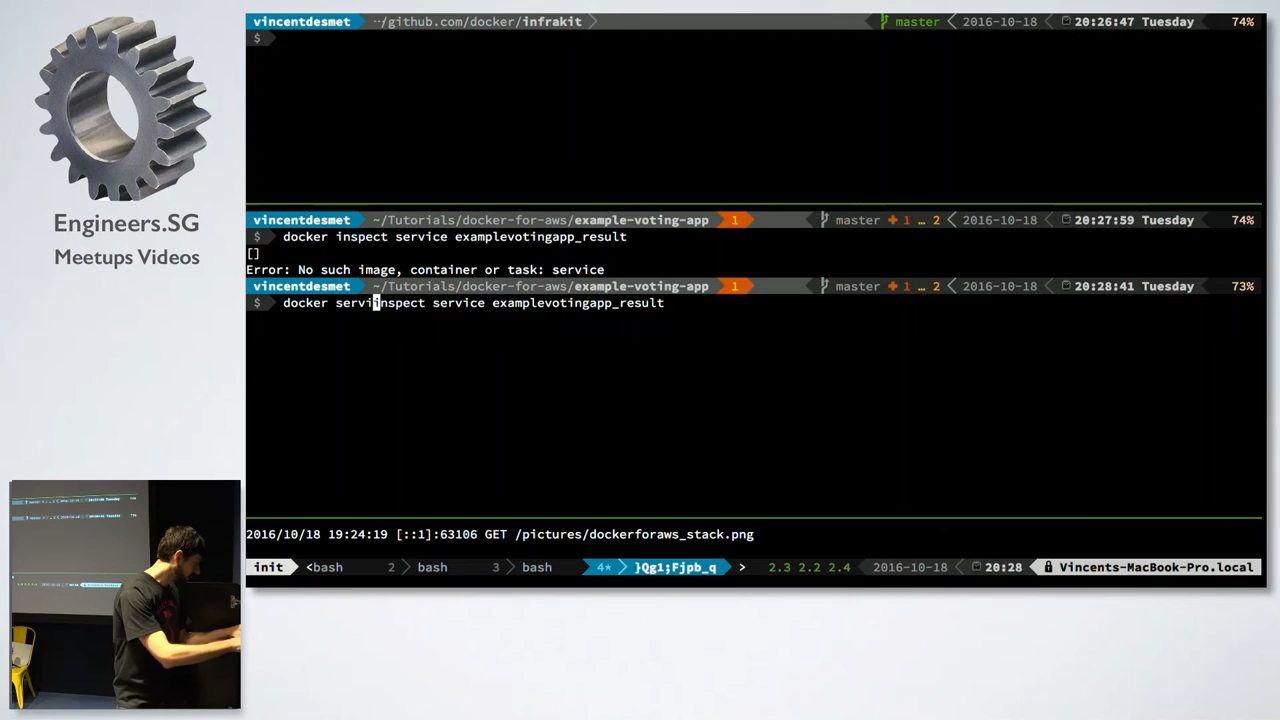 Engineers.SG
Meetups Videos
vincentdesmet ··/github.com/docker/infrakit master 2016-10-18 20:26:47 Tuesday 74%
$
vincentdesmet ~/Tutorials/docker-for-aws/example-voting-app 1 master + 1 … 2 2016-10-18 20:27:59 Tuesday 74%
$ docker inspect service examplevotingapp_result
[]
Error: No such image, container or task: service
vincentdesmet ~/Tutorials/docker-for-aws/example-voting-app 1 master + 1 … 2 2016-10-18 20:28:41 Tuesday 73%
$ docker serviinspect service examplevotingapp_result
2016/10/18 19:24:19 [::1]:63106 GET /pictures/dockerforaws_stack.png
init <bash 2 bash 3 bash 4* }Qg1;Fjpb_q > 2.3 2.2 2.4 2016-10-18 20:28 Vincents-MacBook-Pro.local